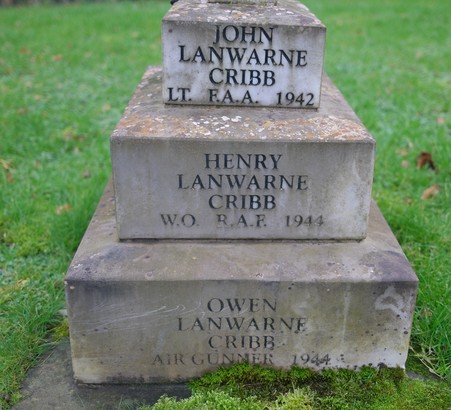 JOHN
LANWARNE
CRIBB
LT. F.A.A. 1942
HENRY
LANWARNE
CRIBB
W.O. R.A.F. 1944
OWEN
LANWARNE
CRIBB
AIR GUNNER 1944